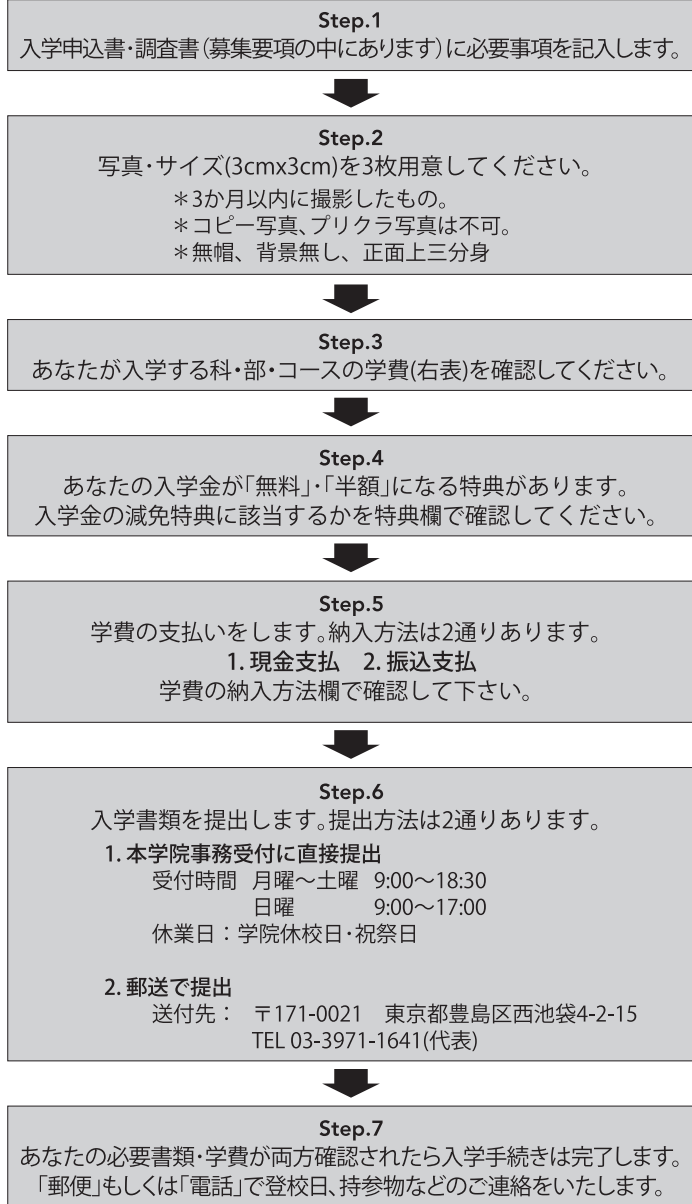 Step.1
入学申込書・調査書(募集要項の中にあります)に必要事項を記入します。
Step.2
写真・サイズ(3cmx3cm)を3枚用意してください。
＊3か月以内に撮影したもの。
＊コピー写真、プリクラ写真は不可。
＊無帽、背景無し、正面上三分身
Step.3
あなたが入学する科・部・コースの学費(右表)を確認してください。
Step.4
あなたの入学金が「無料」・「半額」になる特典があります。
入学金の減免特典に該当するかを特典欄で確認してください。
Step.5
学費の支払いをします。納入方法は2通りあります。
1. 現金支払　2. 振込支払
学費の納入方法欄で確認して下さい。
Step.6
入学書類を提出します。提出方法は2通りあります。
1. 本学院事務受付に直接提出
受付時間　月曜～土曜　9:00～18:30
日曜　9:00～17:00
休業日：学院休校日・祝祭日
2. 郵送で提出
送付先：　〒171-0021　東京都豊島区西池袋4-2-15
TEL 03-3971-1641(代表)
Step.7
あなたの必要書類・学費が両方確認されたら入学手続きは完了します。
「郵便」もしくは「電話」で登校日、持参物などのご連絡をいたします。